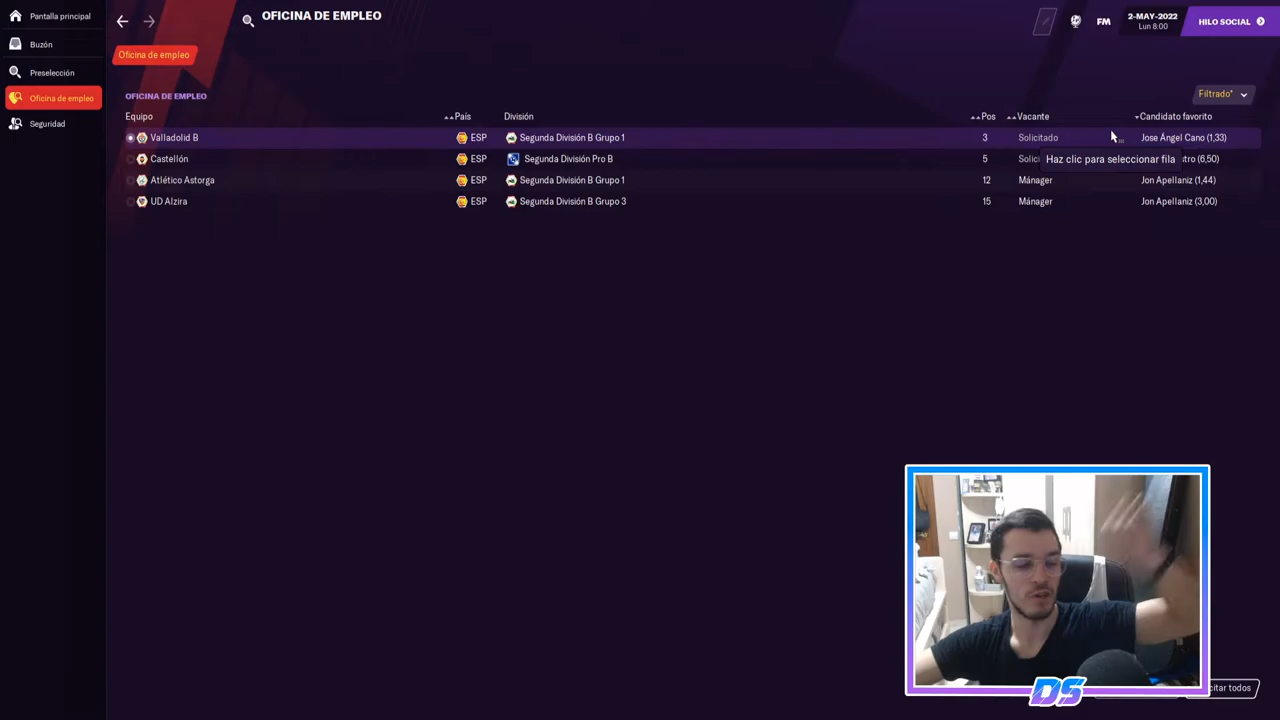 Pantalla principal
OFICINA DE EMPLEO
FM
2-MAY-2022
Lun 8:00
HILO SOCIAL
Buzón
Oficina de empleo
Preselección
Oficina de empleo
OFICINA DE EMPLEO
Filtrado*
Seguridad
Equipo País División Pos Vacante Candidato favorito
Valladolid B ESP Segunda División B Grupo 1 3 Solicitado Jose Ángel Cano (1,33)
Castellón ESP Segunda División Pro B 5 (6,50)
Haz clic para seleccionar fila
Atlético Astorga ESP Segunda División B Grupo 1 12 Mánager Jon Apellaniz (1,44)
UD Alzira ESP Segunda División B Grupo 3 15 Mánager Jon Apellaniz (3,00)
DS
todos